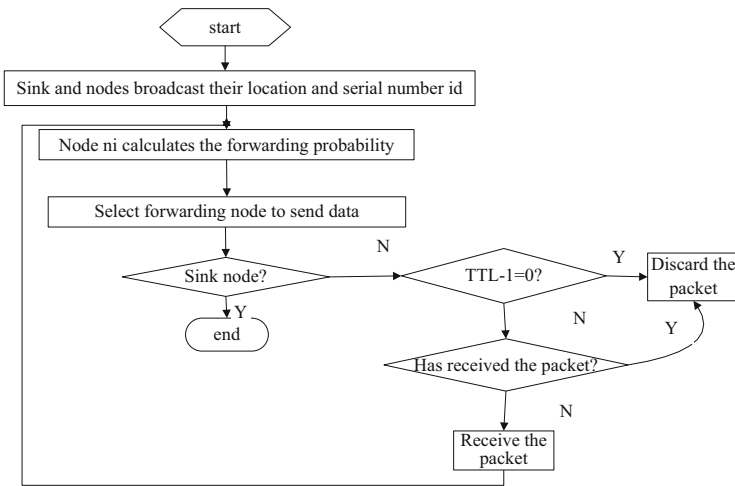 start
Sink and nodes broadcast their location and serial number id
Node ni calculates the forwarding probability
Select forwarding node to send data
N
Sink node?
TTL-1=0?
Y
Discard the
packet
Y
end
N
Y
Has received the packet?
N
Receive the
packet